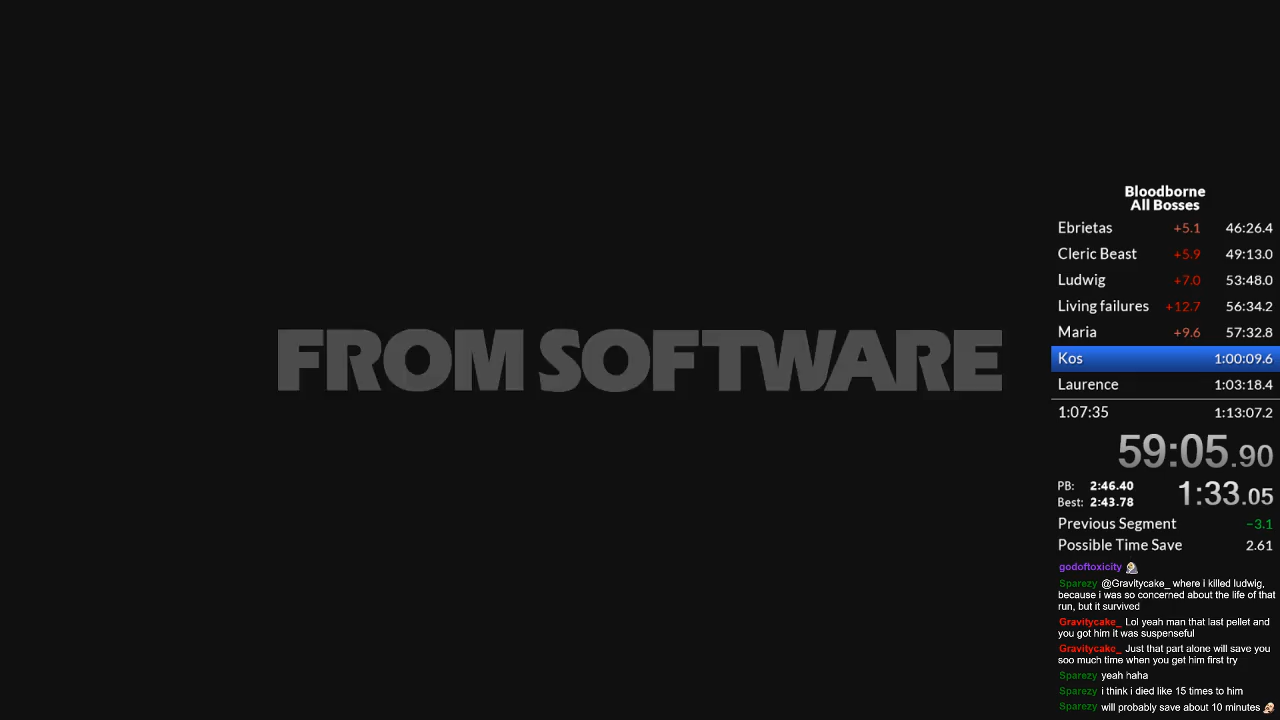 FROM SOFTWARE
Bloodborne
All Bosses
Ebrietas +5.1 46:26.4
Cleric Beast +5.9 49:13.0
Ludwig +7.0 53:48.0
Living failures +12.7 56:34.2
Maria +9.6 57:32.8
Kos 1:00:09.6
Laurence 1:03:18.4
1:07:35 1:13:07.2
59:05.90
PB: 2:46.40 1:33.05
Best: 2:43.78
Previous Segment −3.1
Possible Time Save 2.61
godoftoxicity
Sparezy @Gravitycake_ where i killed ludwig,
because i was so concerned about the life of that
run, but it survived
Gravitycake_ Lol yeah man that last pellet and
you got him it was suspenseful
Gravitycake_ Just that part alone will save you
soo much time when you get him first try
Sparezy yeah haha
Sparezy i think i died like 15 times to him
Sparezy will probably save about 10 minutes